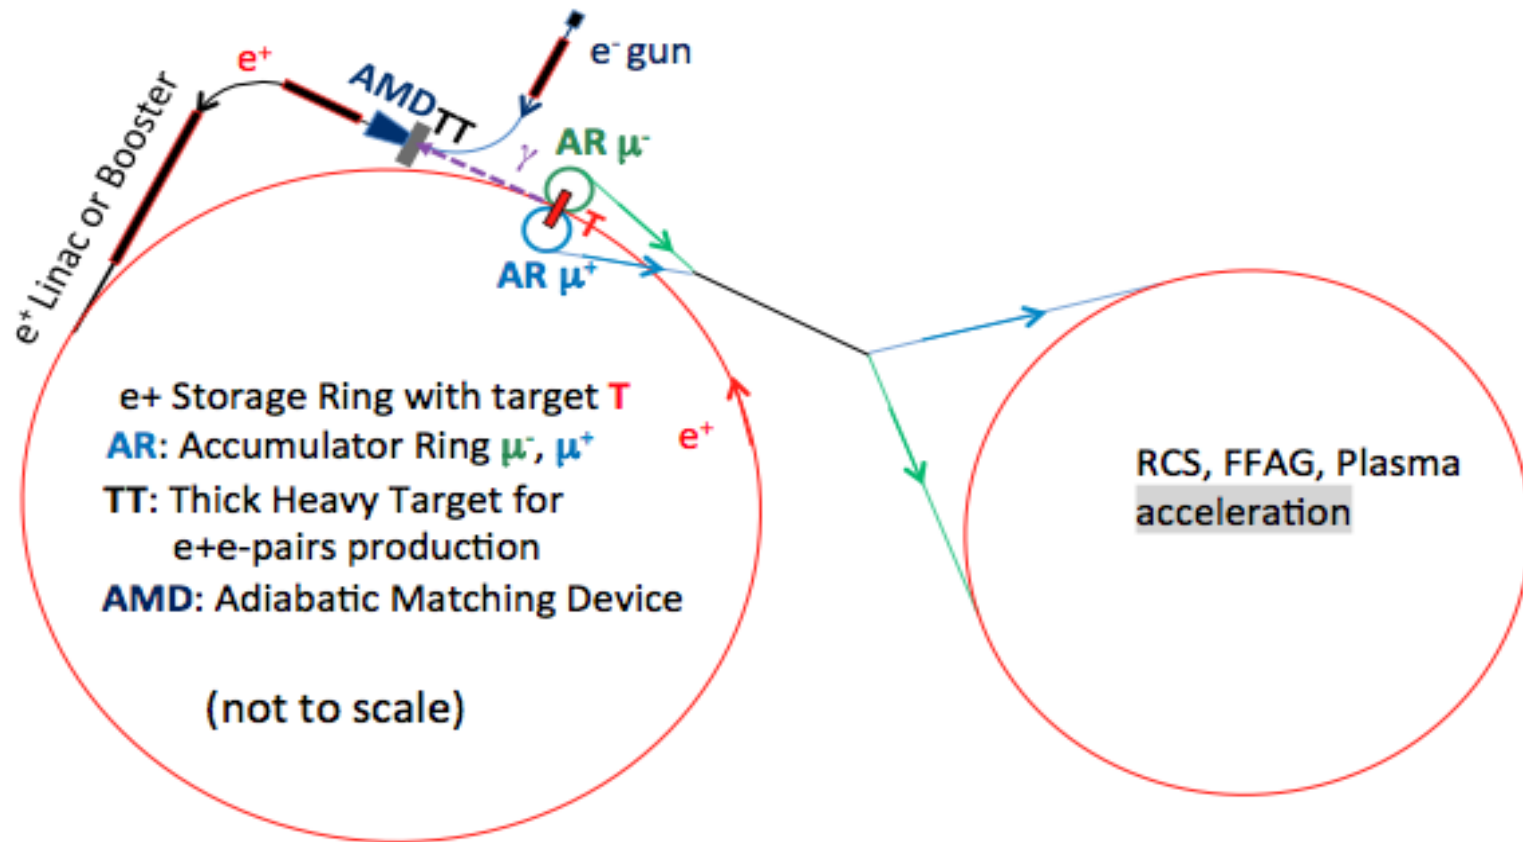 e⁺
AMD
TT
e⁻ gun
e⁺ Linac or Booster
γ
AR μ⁻
T
AR μ⁺
e+ Storage Ring with target T
AR: Accumulator Ring μ⁻, μ⁺
e⁺
TT: Thick Heavy Target for
e+e-pairs production
AMD: Adiabatic Matching Device
(not to scale)
RCS, FFAG, Plasma
acceleration